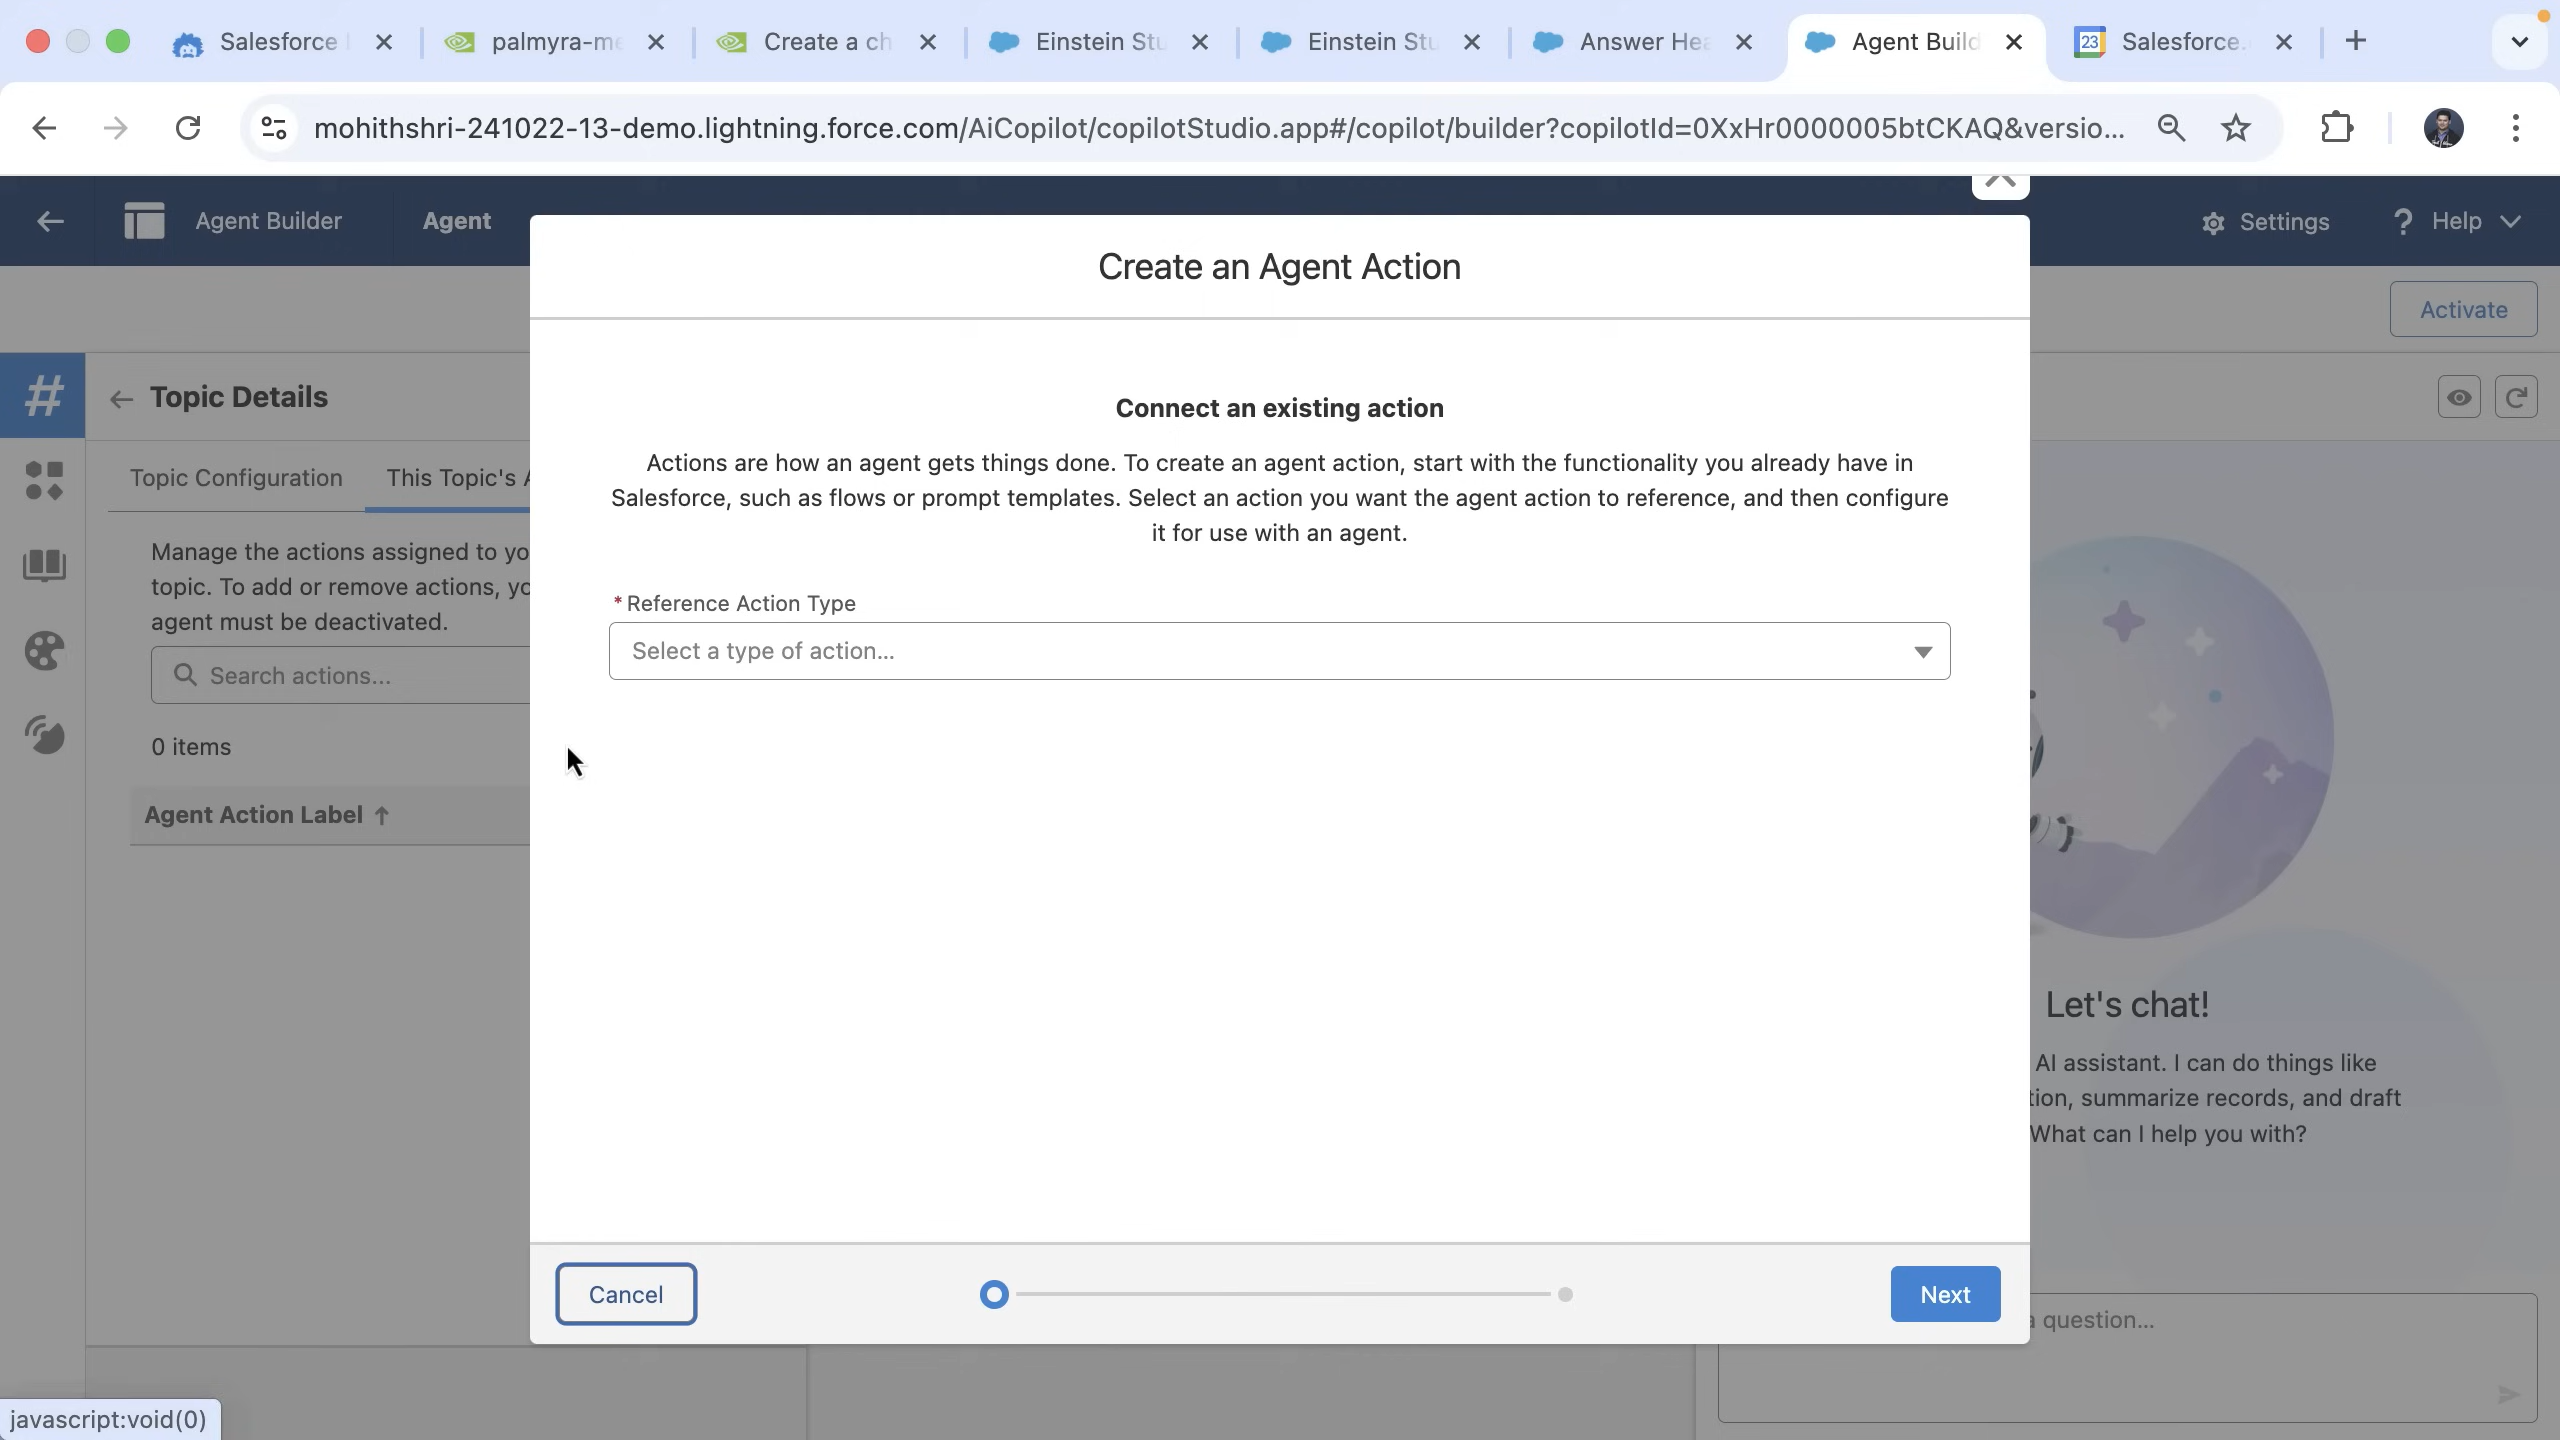 Salesforce
palmyra-me
Create a ch
Einstein Stu
Einstein Stu
Answer Hea
Agent Build
23
Salesforce.
mohithshri-241022-13-demo.lightning.force.com/AiCopilot/copilotStudio.app#/copilot/builder?copilotId=0XxHr0000005btCKAQ&versio...
Agent Builder
Agent
Settings
? Help
Activate
Create an Agent Action
Connect an existing action
Actions are how an agent gets things done. To create an agent action, start with the functionality you already have in
Salesforce, such as flows or prompt templates. Select an action you want the agent action to reference, and then configure
it for use with an agent.
* Reference Action Type
Select a type of action...
Cancel
Next
#
Topic Details
Topic Configuration
This Topic's A
Manage the actions assigned to yo
topic. To add or remove actions, yo
agent must be deactivated.
Search actions...
0 items
Agent Action Label ↑
Let's chat!
AI assistant. I can do things like
tion, summarize records, and draft
What can I help you with?
a question...
javascript:void(0)